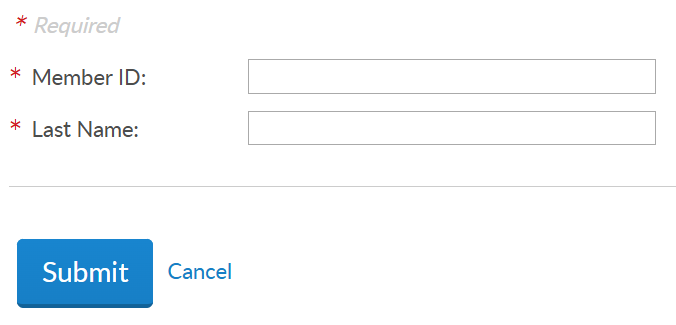 * Required
* Member ID:
* Last Name:
Submit Cancel